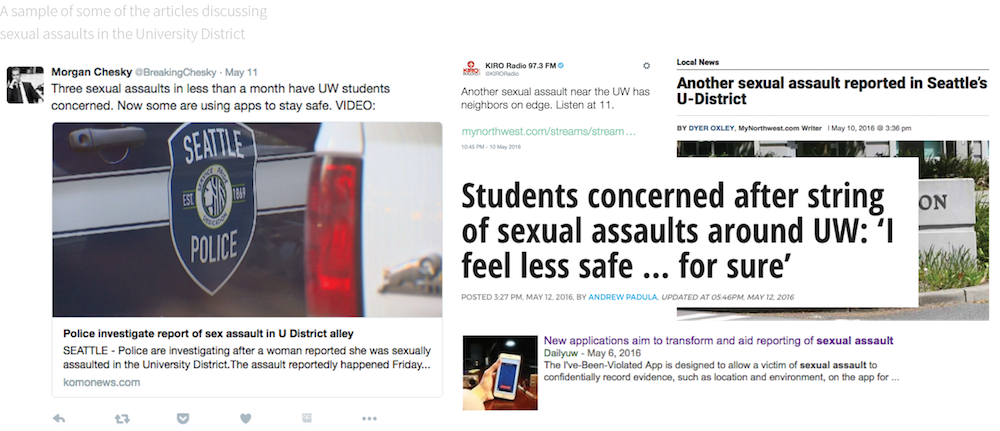 A sample of some of the articles discussing
sexual assaults in the University District
Morgan Chesky @BreakingChesky · May 11
Three sexual assaults in less than a month have UW students
concerned. Now some are using apps to stay safe. VIDEO:
SEATTLE
SERVICE PRIDE
EST. 1869
DEDICATION
POLICE
Police investigate report of sex assault in U District alley
SEATTLE - Police are investigating after a woman reported she was sexually
assaulted in the University District.The assault reportedly happened Friday...
komonews.com
KIRO
KIRO Radio 97.3 FM
@KIRORadio
Another sexual assault near the UW has
neighbors on edge. Listen at 11.
mynorthwest.com/streams/stream...
10:45 PM - 10 May 2016
Local News
Another sexual assault reported in Seattle's
U-District
BY DYER OXLEY, MyNorthwest.com Writer | May 10, 2016 @ 3:36 pm
ON
Students concerned after string
of sexual assaults around UW: ‘I
feel less safe ... for sure’
POSTED 3:27 PM, MAY 12, 2016, BY ANDREW PADULA, UPDATED AT 05:46PM, MAY 12, 2016
New applications aim to transform and aid reporting of sexual assault
Dailyuw - May 6, 2016
The I've-Been-Violated App is designed to allow a victim of sexual assault to
confidentially record evidence, such as location and environment, on the app for ...